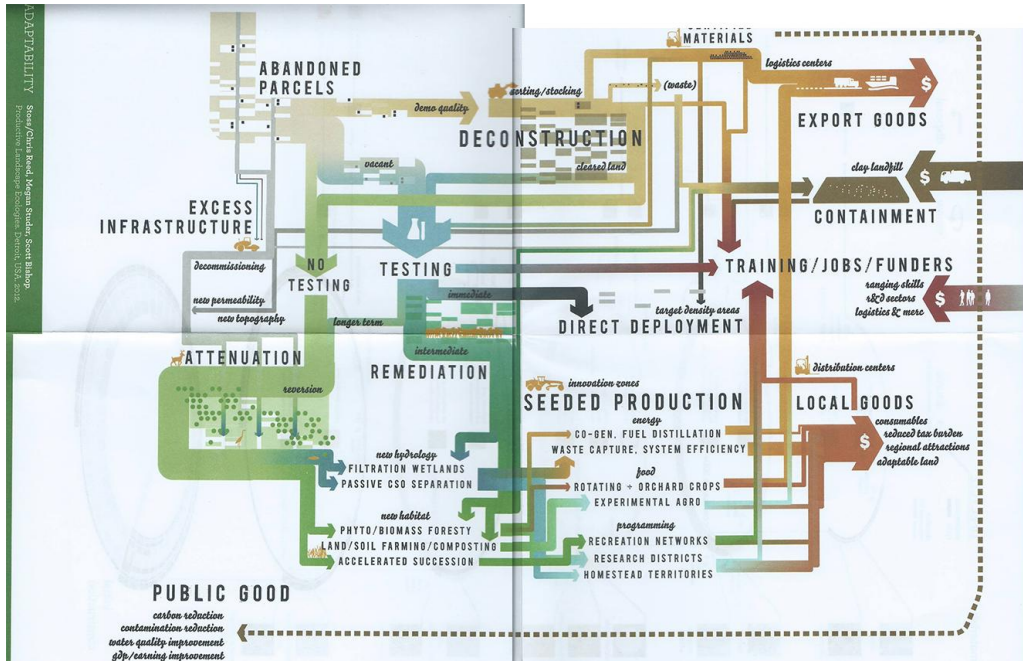 ADAPTABILITY
Stoss/Chris Reed, Megan Studer, Scott Bishop
Productive Landscape Ecologies. Detroit, USA, 2012.
MATERIALS
ABANDONED
PARCELS
demo quality
sorting/stocking
(waste)
logistics centers
$
EXPORT GOODS
DECONSTRUCTION
cleared land
vacant
clay landfill
$
CONTAINMENT
EXCESS
INFRASTRUCTURE
decommissioning
NO
TESTING
TESTING
TRAINING/JOBS/FUNDERS
ranging skills
r&d sectors
logistics & merc
$
new permeability
new topography
immediate
longer term
target density areas
DIRECT DEPLOYMENT
ATTENUATION
intermediate
REMEDIATION
reversion
distribution centers
innovation zones
SEEDED PRODUCTION
LOCAL GOODS
energy
CO-GEN, FUEL DISTILLATION
WASTE CAPTURE, SYSTEM EFFICIENCY
$
consumables
reduced tax burden
regional attractions
adaptable land
new hydrology
FILTRATION WETLANDS
PASSIVE CSO SEPARATION
food
ROTATING + ORCHARD CROPS
EXPERIMENTAL AGRO
new habitat
PHYTO/BIOMASS FORESTY
LAND/SOIL FARMING/COMPOSTING
ACCELERATED SUCCESSION
programming
RECREATION NETWORKS
RESEARCH DISTRICTS
HOMESTEAD TERRITORIES
PUBLIC GOOD
carbon reduction
contamination reduction
water quality improvement
gdp/earning improvement